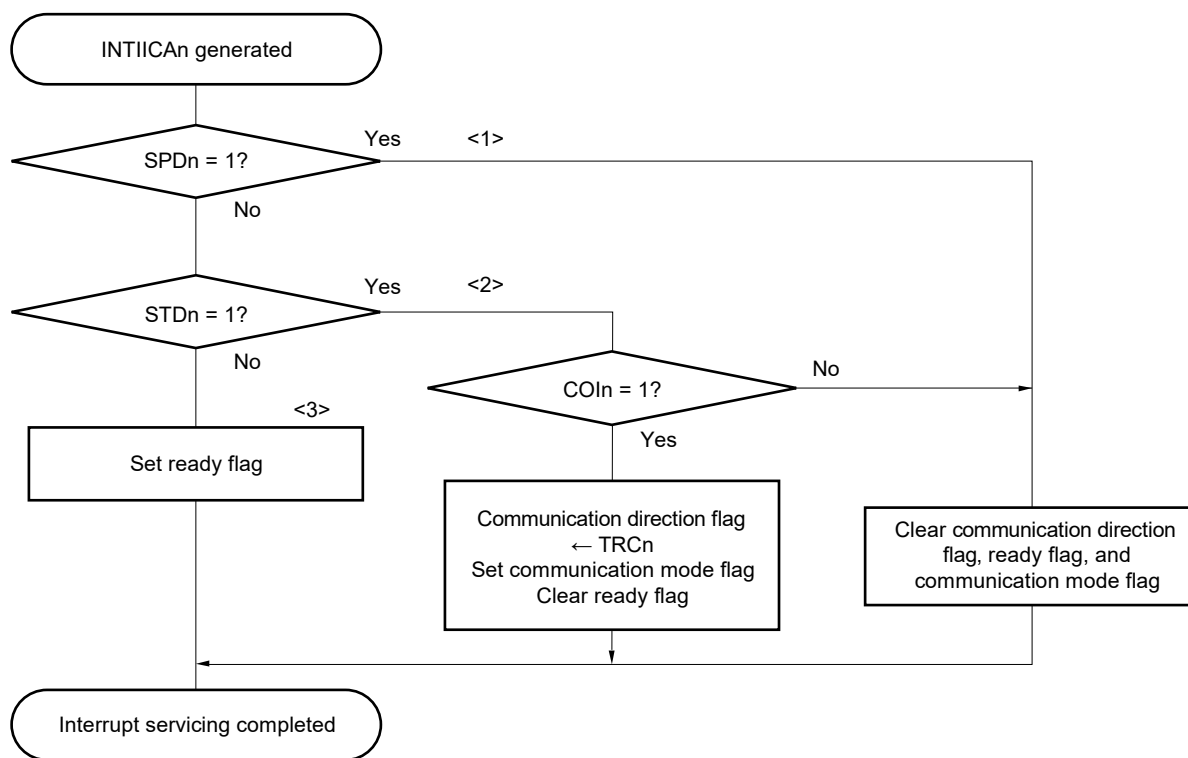 INTIICAn generated
Yes
<1>
SPDn = 1?
No
Yes
<2>
STDn = 1?
No
No
COIn = 1?
<3>
Yes
Set ready flag
Communication direction flag
← TRCn
Set communication mode flag
Clear ready flag
Clear communication direction
flag, ready flag, and
communication mode flag
Interrupt servicing completed